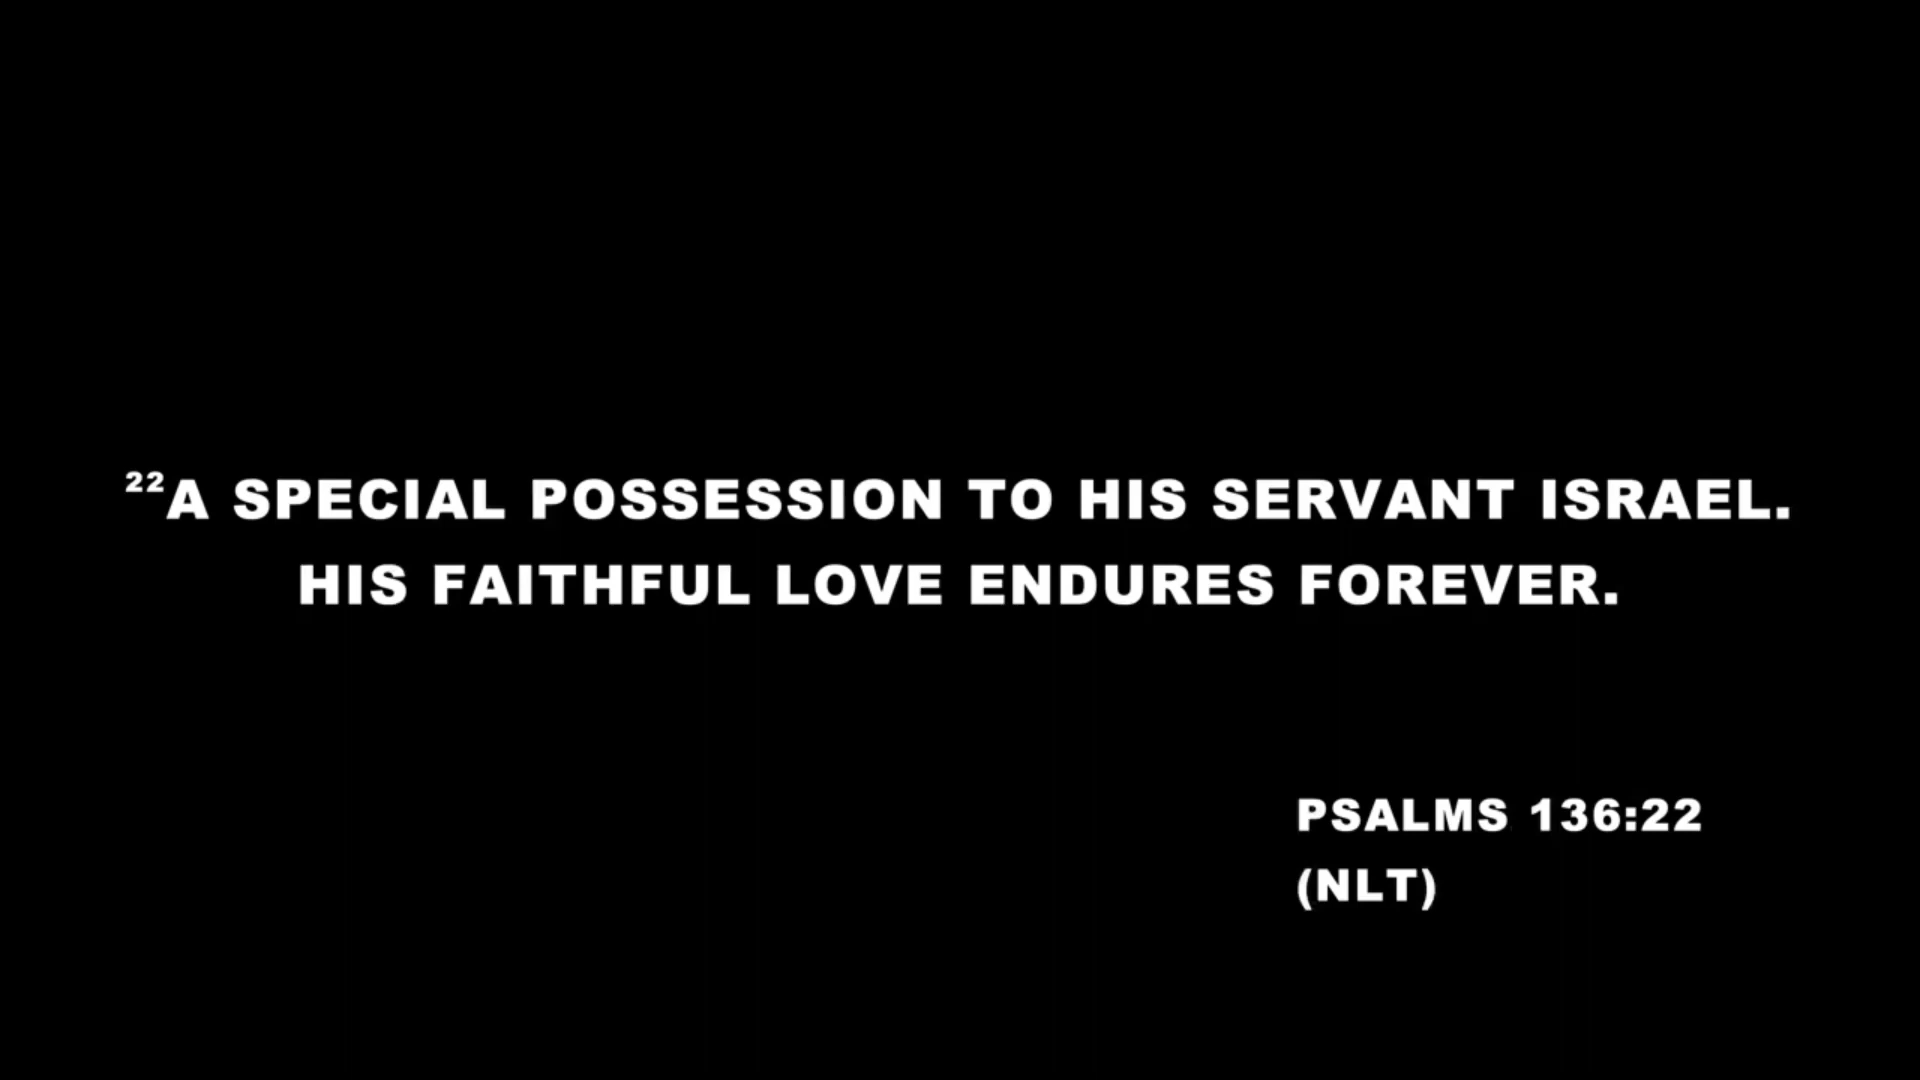 ²²A SPECIAL POSSESSION TO HIS SERVANT ISRAEL.
HIS FAITHFUL LOVE ENDURES FOREVER.
PSALMS 136:22
(NLT)